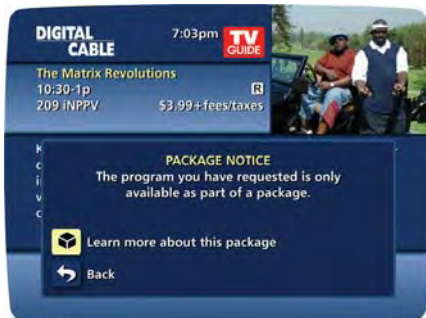 DIGITAL
CABLE
7:03pm
TV
GUIDE
The Matrix Revolutions
10:30-1p
R
209 iNPPV
$3.99+fees/taxes
PACKAGE NOTICE
The program you have requested is only
available as part of a package.
Learn more about this package
Back